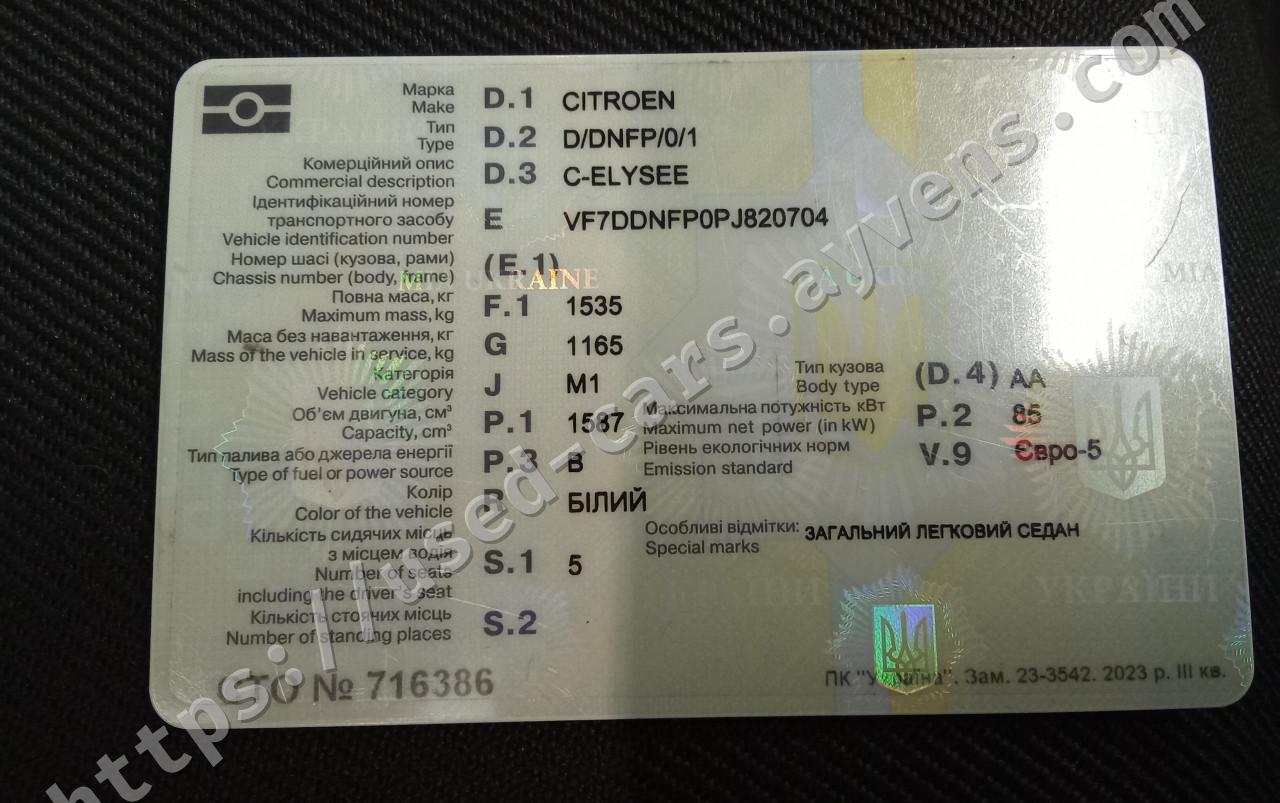 Марка
Make D.1 CITROEN
Тип
Type D.2 D/DNFP/0/1
Комерційний опис
Commercial description D.3 C-ELYSEE
Ідентифікаційний номер
транспортного засобу E VF7DDNFP0PJ820704
Vehicle identification number
Номер шасі (кузова, рами)
Chassis number (body, frame) (E.1)
UKRAINE
Повна маса, кг
Maximum mass, kg F.1 1535
Маса без навантаження, кг
Mass of the vehicle in service, kg G 1165
Категорія
Vehicle category J M1
Об'єм двигуна, см³
Capacity, cm³ P.1 1587
Тип палива або джерела енергії
Type of fuel or power source P.3 B
Колір
Color of the vehicle R БІЛИЙ
Кількість сидячих місць
з місцем водія
Number of seats S.1 5
including the driver's seat
Кількість стоячих місць
Number of standing places S.2
Тип кузова
Body type (D.4) AA
Максимальна потужність кВт
Maximum net power (in kW) P.2 85
Рівень екологічних норм
Emission standard V.9 Євро-5
Особливі відмітки: ЗАГАЛЬНИЙ ЛЕГКОВИЙ СЕДАН
Special marks
УКРАЇНИ
СТО № 716386
ПК "Україна". Зам. 23-3542. 2023 р. III кв.
https://used-cars.ayvens.com